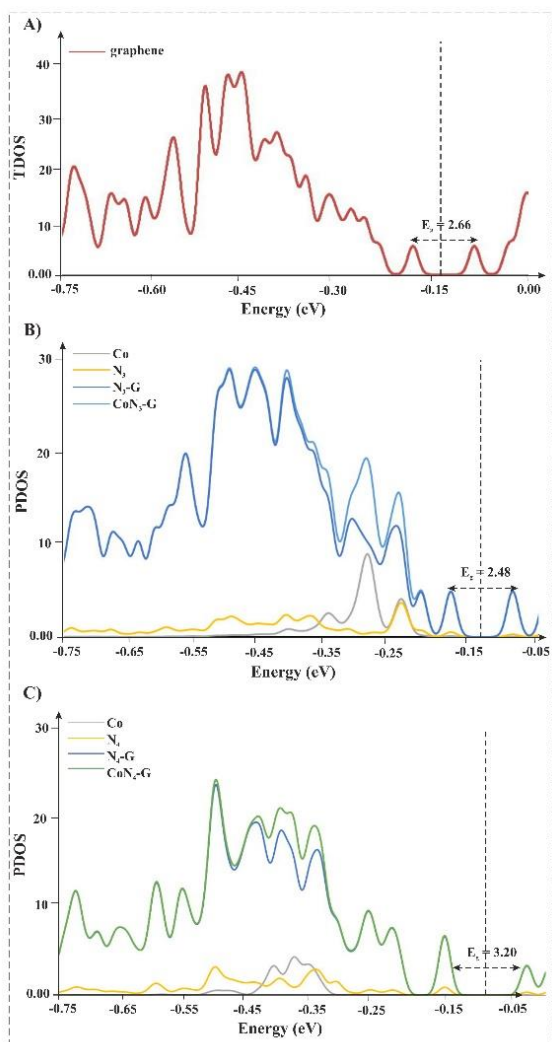 A)
graphene
TDOS
40
30
20
10
0.00
E_g = 2.66
-0.75 -0.60 -0.45 -0.30 -0.15 0.00
Energy (eV)
B)
Co
N₃
N₃-G
CoN₃-G
PDOS
30
20
10
0.00
E_g = 2.48
-0.75 -0.65 -0.55 -0.45 -0.35 -0.25 -0.15 -0.05
Energy (eV)
C)
Co
N₄
N₄-G
CoN₄-G
PDOS
30
20
10
0.00
E_g = 3.20
-0.75 -0.65 -0.55 -0.45 -0.35 -0.25 -0.15 -0.05
Energy (eV)